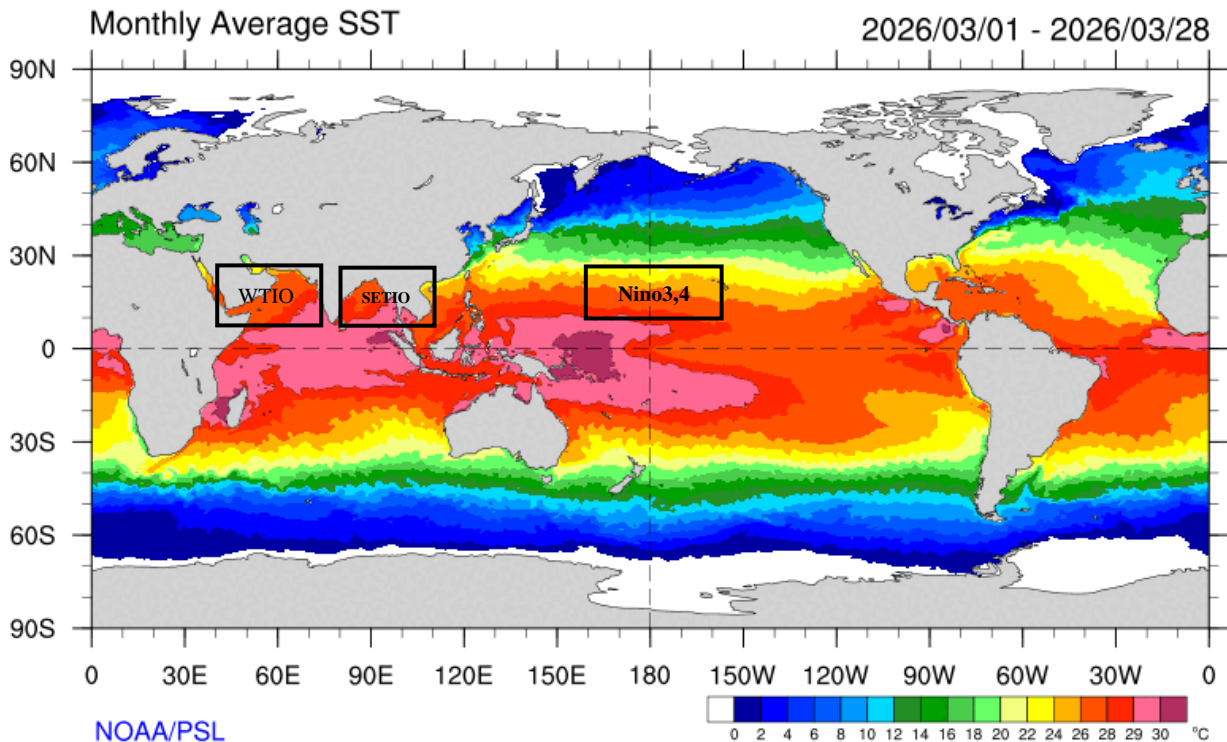 Monthly Average SST
2026/03/01 - 2026/03/28
90N
60N
30N
0
30S
60S
90S
WTIO
SETIO
Nino3,4
0 30E 60E 90E 120E 150E 180 150W 120W 90W 60W 30W 0
NOAA/PSL
0 2 4 6 8 10 12 14 16 18 20 22 24 26 28 29 30 °C